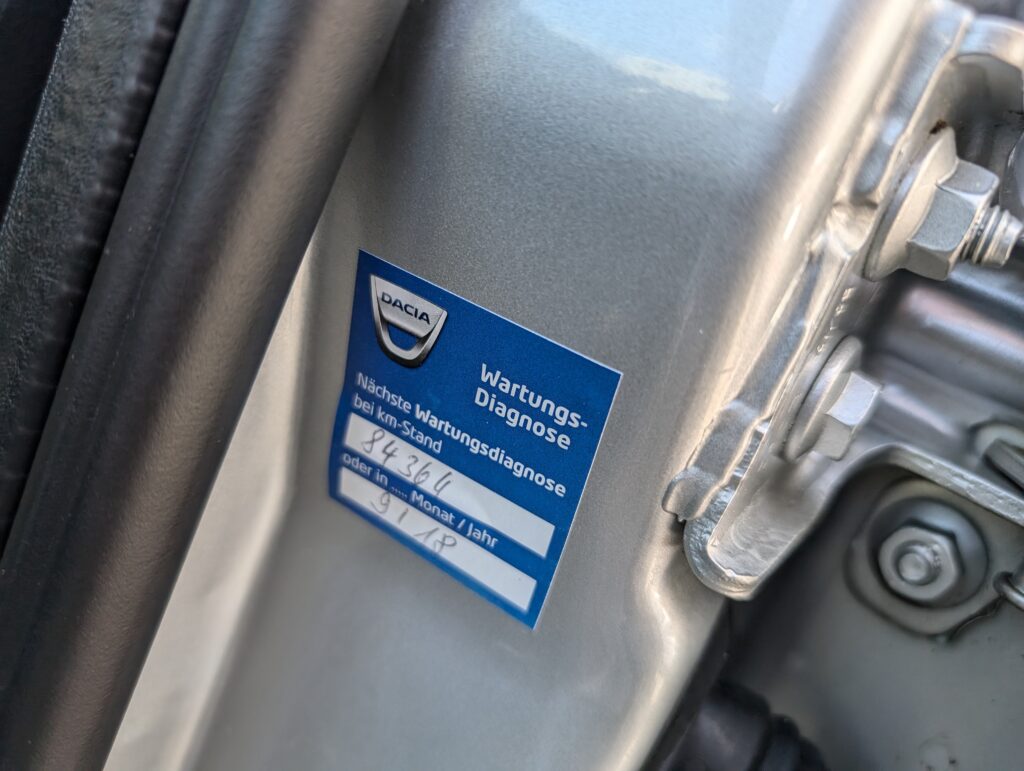 DACIA
Wartungs-
Diagnose
Nächste Wartungsdiagnose
bei km-Stand
84364
oder in ..... Monat / Jahr
9 / 18